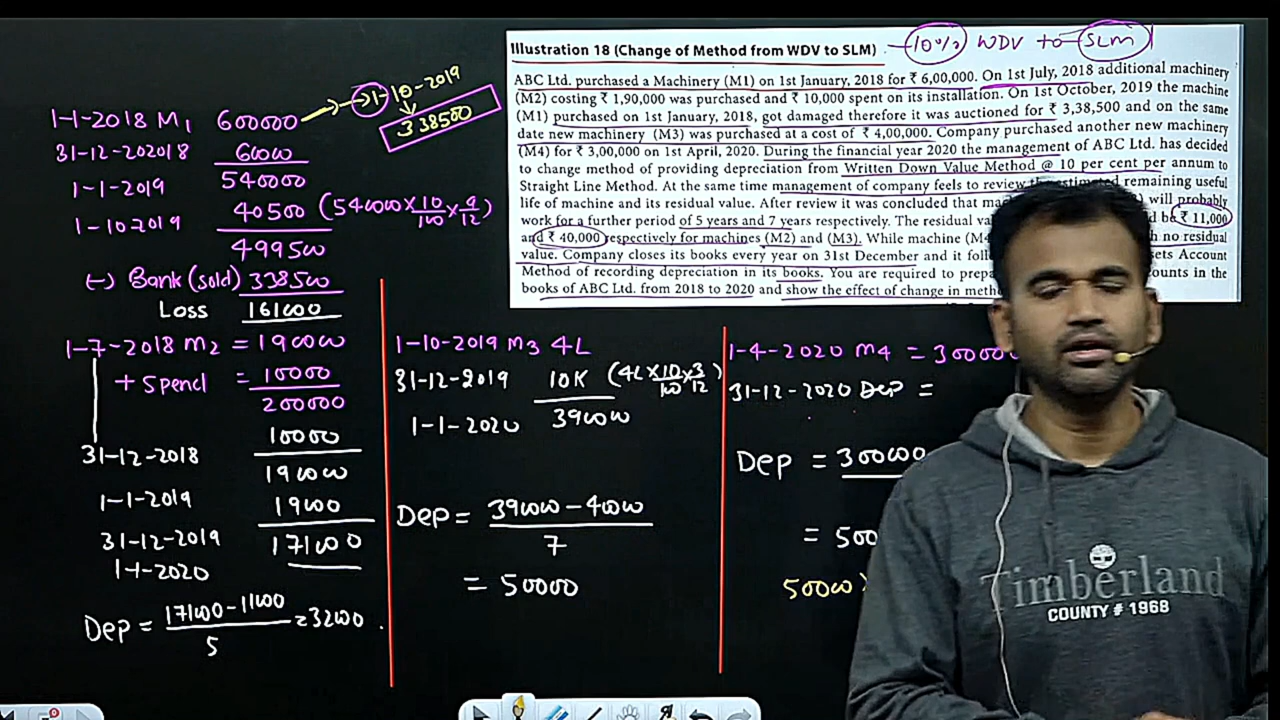 Illustration 18 (Change of Method from WDV to SLM)
10% WDV to SLM
ABC Ltd. purchased a Machinery (M1) on 1st January, 2018 for ₹ 6,00,000. On 1st July, 2018 additional machinery
(M2) costing ₹ 1,90,000 was purchased and ₹ 10,000 spent on its installation. On 1st October, 2019 the machine
(M1) purchased on 1st January, 2018, got damaged therefore it was auctioned for ₹ 3,38,500 and on the same
date new machinery (M3) was purchased at a cost of ₹ 4,00,000. Company purchased another new machinery
(M4) for ₹ 3,00,000 on 1st April, 2020. During the financial year 2020 the management of ABC Ltd. has decided
to change method of providing depreciation from Written Down Value Method @ 10 per cent per annum to
Straight Line Method. At the same time management of company feels to review the estimated remaining useful
life of machine and its residual value. After review it was concluded that will probably
work for a further period of 5 years and 7 years respectively. The residual be ₹ 11,000
and ₹ 40,000 respectively for machines (M2) and (M3). While machine (M4 no residual
value. Company closes its books every year on 31st December and it Assets Account
Method of recording depreciation in its books. You are required to counts in the
books of ABC Ltd. from 2018 to 2020 and show the effect of change in
1-1-2018 M1 600000
1-10-2019
338500
31-12-202018 60000
1-1-2019 540000
1-10-2019 40500 (540000 × 10/100 × 9/12)
499500
(-) Bank (sold) 338500
Loss 161000
1-7-2018 M2 = 190000
+ Spend = 10000
200000
31-12-2018 10000
190000
1-1-2019 19000
31-12-2019 171000
1-1-2020
Dep = 171000 - 11000 / 5 = 32000
1-10-2019 M3 4L
31-12-2019 10K (4L × 10/100 × 3/12)
1-1-2020 390000
Dep = 390000 - 40000 / 7
= 50000
1-4-2020 M4 = 300000
31-12-2020 Dep =
Dep = 300000
= 500
50000 ×
Timberland
COUNTY # 1968